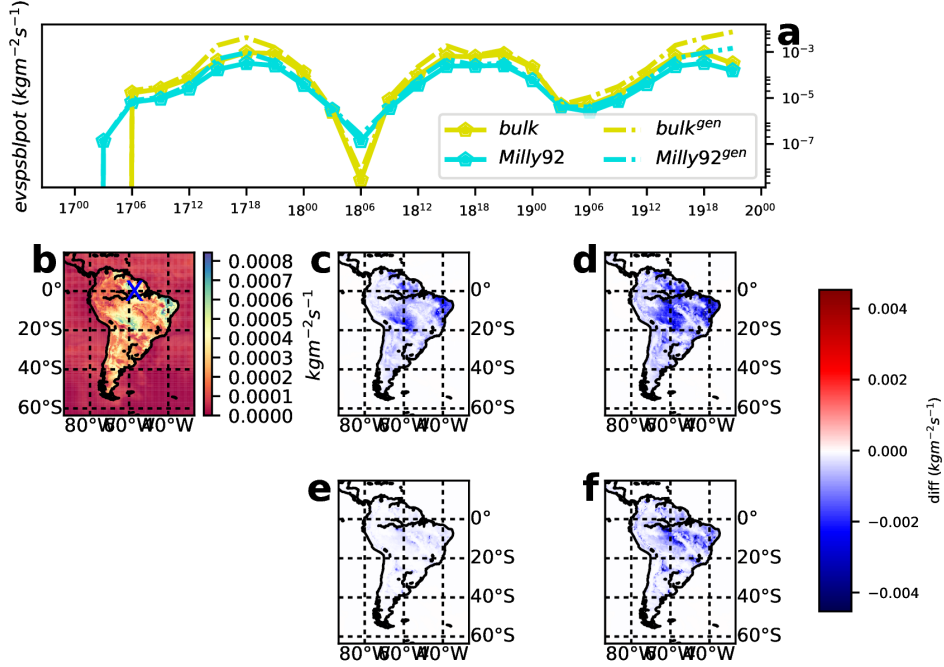 a
evspsblpot (kgm⁻²s⁻¹)
10⁻³
10⁻⁵
10⁻⁷
bulk
bulkᵍᵉⁿ
Milly92
Milly92ᵍᵉⁿ
17⁰⁰ 17⁰⁶ 17¹² 17¹⁸ 18⁰⁰ 18⁰⁶ 18¹² 18¹⁸ 19⁰⁰ 19⁰⁶ 19¹² 19¹⁸ 20⁰⁰
b
0°
20°S
40°S
60°S
80°W 60°W 40°W
X
0.0008
0.0007
0.0006
0.0005
0.0004
0.0003
0.0002
0.0001
0.0000
kgm⁻²s⁻¹
c
0°
20°S
40°S
60°S
80°W 60°W 40°W
d
0°
20°S
40°S
60°S
80°W 60°W 40°W
e
0°
20°S
40°S
60°S
80°W 60°W 40°W
f
0°
20°S
40°S
60°S
80°W 60°W 40°W
0.004
0.002
0.000
−0.002
−0.004
diff (kgm⁻²s⁻¹)